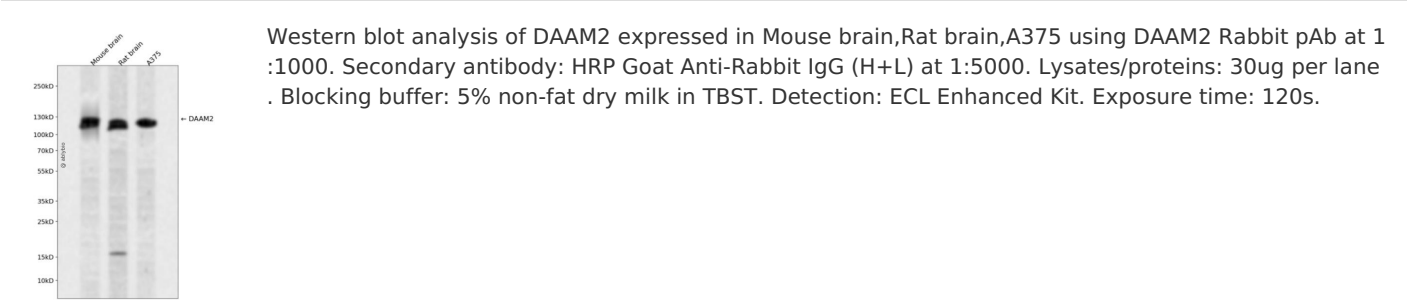 Mouse brain
Rat brain
A375
250kD
130kD
100kD
70kD
55kD
35kD
25kD
15kD
10kD
← DAAM2
@ abybio
Western blot analysis of DAAM2 expressed in Mouse brain,Rat brain,A375 using DAAM2 Rabbit pAb at 1
:1000. Secondary antibody: HRP Goat Anti-Rabbit IgG (H+L) at 1:5000. Lysates/proteins: 30ug per lane
. Blocking buffer: 5% non-fat dry milk in TBST. Detection: ECL Enhanced Kit. Exposure time: 120s.